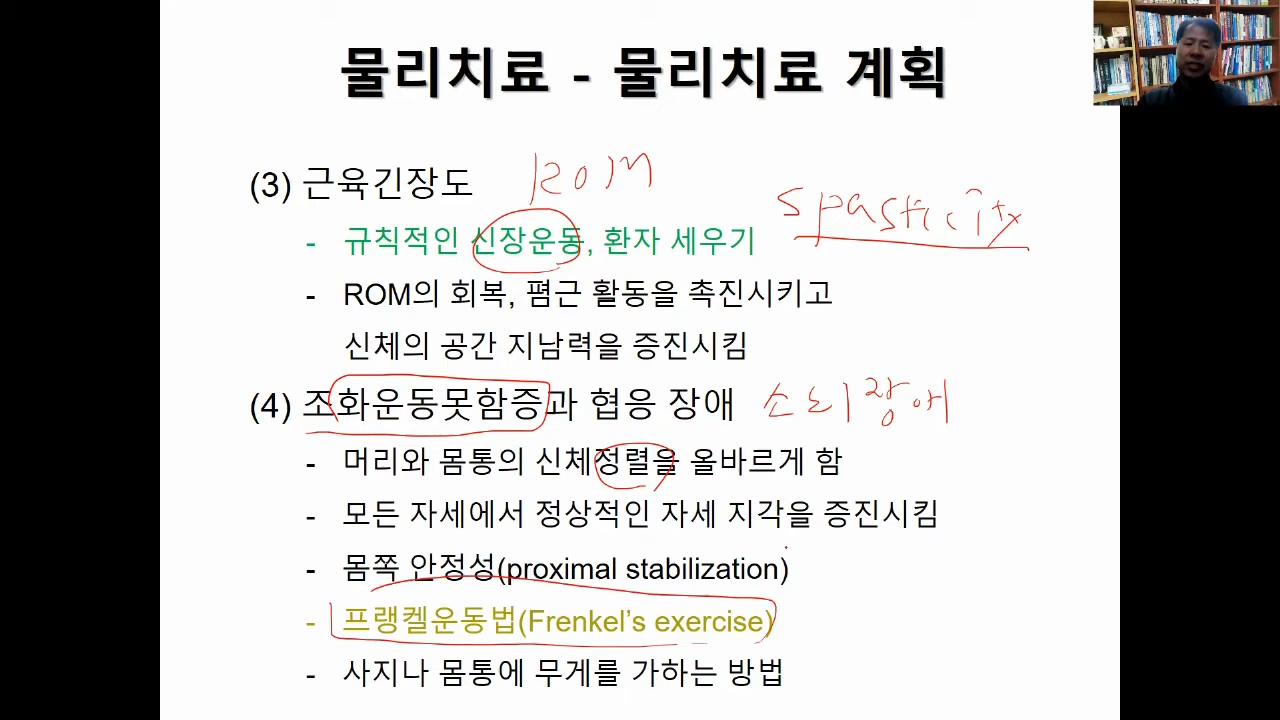 물리치료 - 물리치료 계획
(3) 근육긴장도 ROM
spasticity
- 규칙적인 신장운동, 환자 세우기
- ROM의 회복, 폄근 활동을 촉진시키고
신체의 공간 지남력을 증진시킴
(4) 조화운동못함증과 협응 장애 소뇌장애
- 머리와 몸통의 신체정렬을 올바르게 함
- 모든 자세에서 정상적인 자세 지각을 증진시킴
- 몸쪽 안정성(proximal stabilization)
- 프랭켈운동법(Frenkel's exercise)
- 사지나 몸통에 무게를 가하는 방법